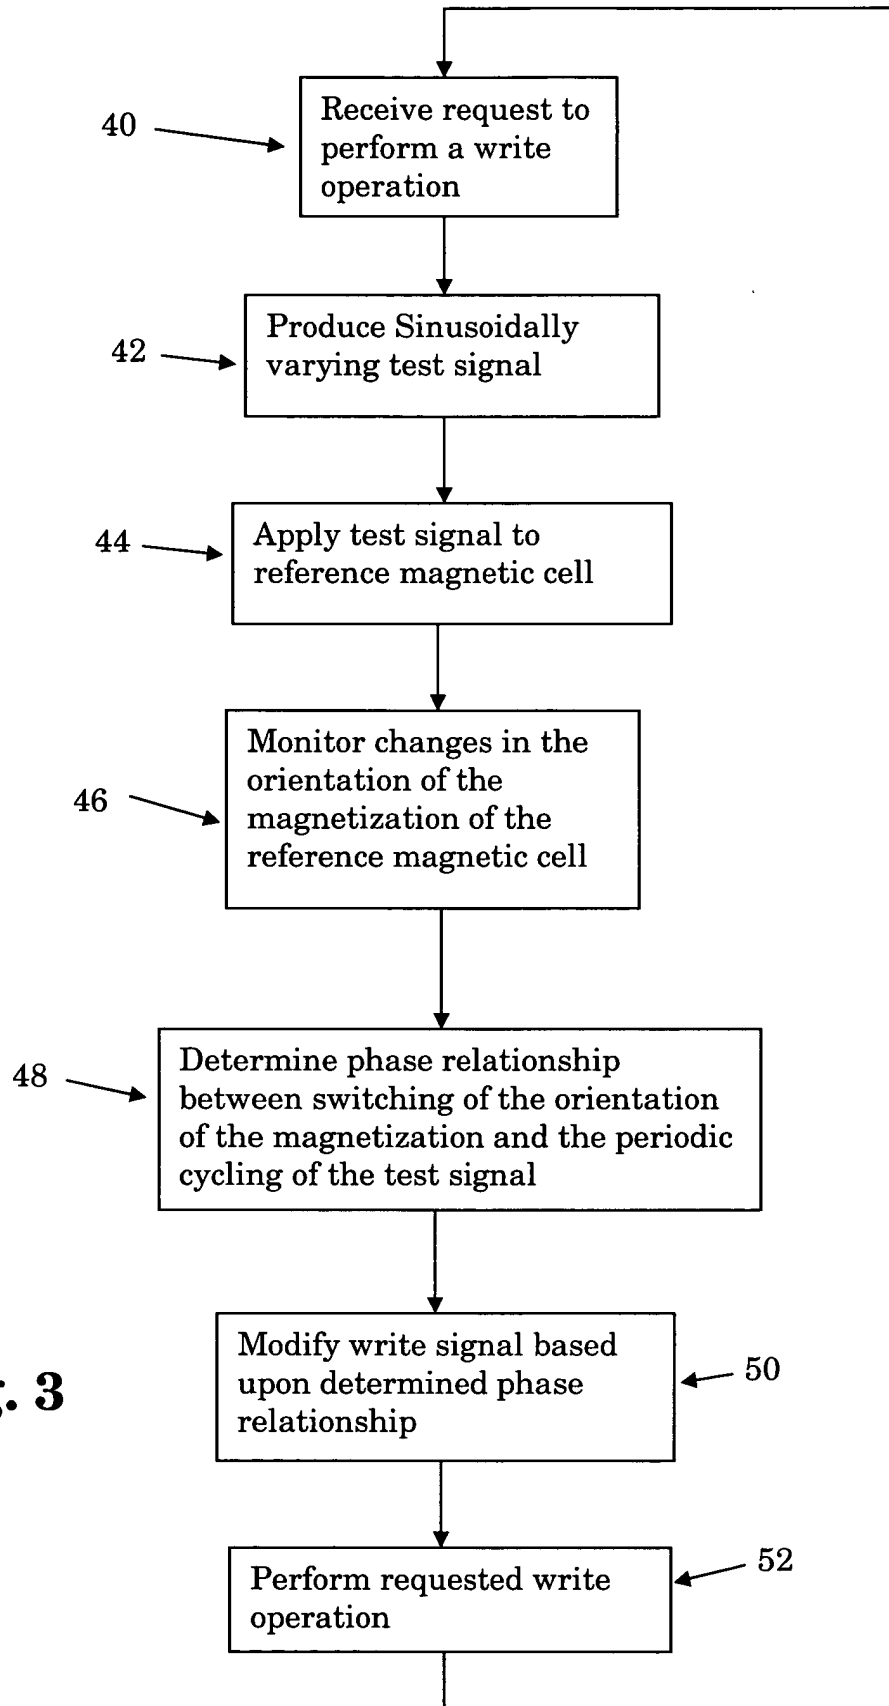 40
Receive request to
perform a write
operation
42
Produce Sinusoidally
varying test signal
44
Apply test signal to
reference magnetic cell
46
Monitor changes in the
orientation of the
magnetization of the
reference magnetic cell
48
Determine phase relationship
between switching of the orientation
of the magnetization and the periodic
cycling of the test signal
Modify write signal based
upon determined phase
relationship
50
g. 3
Perform requested write
operation
52